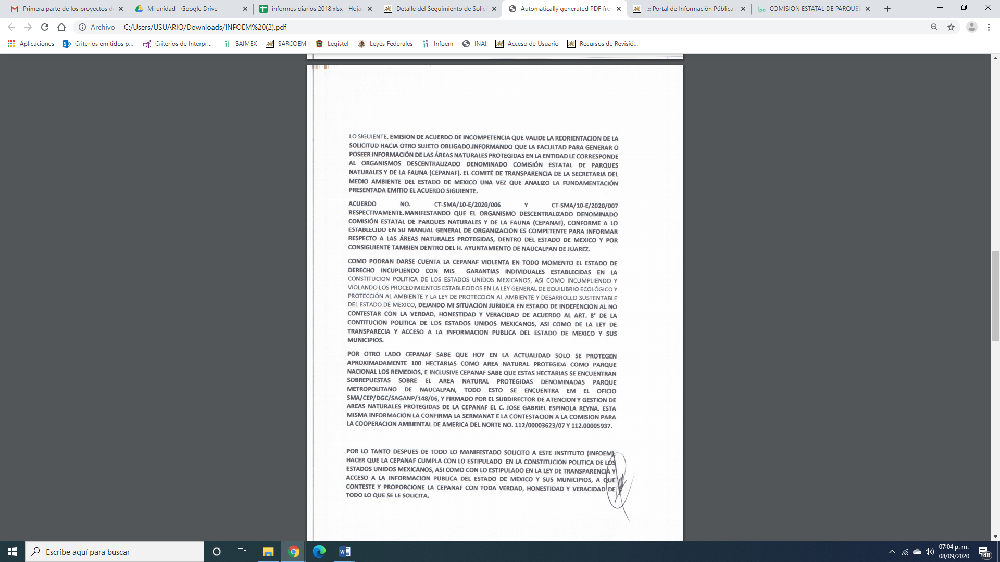 Primera parte de los proyectos d
Mi unidad - Google Drive
informes diarios 2018.xlsx - Hoja
Detalle del Seguimiento de Solici
Automatically generated PDF fro
..:: Portal de Información Pública
COMISION ESTATAL DE PARQUES
Archivo
C:/Users/USUARIO/Downloads/INFOEM%20(2).pdf
Aplicaciones
Criterios emitidos p...
Criterios de Interpr...
SAIMEX
SARCOEM
Legistel
Leyes Federales
Infoem
INAI
Acceso de Usuario
Recursos de Revisió...
LO SIGUIENTE, EMISION DE ACUERDO DE INCOMPETENCIA QUE VALIDE LA REORIENTACION DE LA
SOLICITUD HACIA OTRO SUJETO OBLIGADO.INFORMANDO QUE LA FACULTAD PARA GENERAR O
POSEER INFORMACIÓN DE LAS ÁREAS NATURALES PROTEGIDAS EN LA ENTIDAD LE CORRESPONDE
AL ORGANISMOS DESCENTRALIZADO DENOMINADO COMISIÓN ESTATAL DE PARQUES
NATURALES Y DE LA FAUNA (CEPANAF). EL COMITÉ DE TRANSPARENCIA DE LA SECRETARIA DEL
MEDIO AMBIENTE DEL ESTADO DE MEXICO UNA VEZ QUE ANALIZO LA FUNDAMENTACIÓN
PRESENTADA EMITIO EL ACUERDO SIGUIENTE.
ACUERDO NO. CT-SMA/10-E/2020/006 Y CT-SMA/10-E/2020/007
RESPECTIVAMENTE.MANIFESTANDO QUE EL ORGANISMO DESCENTRALIZADO DENOMINADO
COMISIÓN ESTATAL DE PARQUES NATURALES Y DE LA FAUNA (CEPANAF), CONFORME A LO
ESTABLECIDO EN SU MANUAL GENERAL DE ORGANIZACIÓN ES COMPETENTE PARA INFORMAR
RESPECTO A LAS ÁREAS NATURALES PROTEGIDAS, DENTRO DEL ESTADO DE MEXICO Y POR
CONSIGUIENTE TAMBIEN DENTRO DEL H. AYUNTAMIENTO DE NAUCALPAN DE JUAREZ.
COMO PODRAN DARSE CUENTA LA CEPANAF VIOLENTA EN TODO MOMENTO EL ESTADO DE
DERECHO INCUPLIENDO CON MIS GARANTIAS INDIVIDUALES ESTABLECIDAS EN LA
CONSTITUCION POLITICA DE LOS ESTADOS UNIDOS MEXICANOS, ASI COMO INCUMPLIENDO Y
VIOLANDO LOS PROCEDIMIENTOS ESTABLECIDOS EN LA LEY GENERAL DE EQUILIBRIO ECOLÓGICO Y
PROTECCIÓN AL AMBIENTE Y LA LEY DE PROTECCION AL AMBIENTE Y DESARROLLO SUSTENTABLE
DEL ESTADO DE MEXICO, DEJANDO MI SITUACION JURIDICA EN ESTADO DE INDEFENCION AL NO
CONTESTAR CON LA VERDAD, HONESTIDAD Y VERACIDAD DE ACUERDO AL ART. 8° DE LA
CONTITUCION POLITICA DE LOS ESTADOS UNIDOS MEXICANOS, ASI COMO DE LA LEY DE
TRANSPARECIA Y ACCESO A LA INFORMACION PUBLICA DEL ESTADO DE MEXICO Y SUS
MUNICIPIOS.
POR OTRO LADO CEPANAF SABE QUE HOY EN LA ACTUALIDAD SOLO SE PROTEGEN
APROXIMADAMENTE 100 HECTARIAS COMO AREA NATURAL PROTEGIDA COMO PARQUE
NACIONAL LOS REMEDIOS, E INCLUSIVE CEPANAF SABE QUE ESTAS HECTARIAS SE ENCUENTRAN
SOBREPUESTAS SOBRE EL AREA NATURAL PROTEGIDAS DENOMINADAS PARQUE
METROPOLITANO DE NAUCALPAN, TODO ESTO SE ENCUENTRA EM EL OFICIO
SMA/CEP/DGC/SAGANP/148/06, Y FIRMADO POR EL SUBDIRECTOR DE ATENCION Y GESTION DE
AREAS NATURALES PROTEGIDAS DE LA CEPANAF EL C. JOSE GABRIEL ESPINOLA REYNA. ESTA
MISMA INFORMACION LA CONFIRMA LA SERMANAT E LA CONTESTACION A LA COMISION PARA
LA COOPERACION AMBIENTAL DE AMERICA DEL NORTE NO. 112/00003623/07 Y 112.00005937.
POR LO TANTO DESPUES DE TODO LO MANIFESTADO SOLICITO A ESTE INSTITUTO (INFOEM),
HACER QUE LA CEPANAF CUMPLA CON LO ESTIPULADO EN LA CONSTITUCION POLITICA DE LOS
ESTADOS UNIDOS MEXICANOS, ASI COMO CON LO ESTIPULADO EN LA LEY DE TRANSPARENCIA Y
ACCESO A LA INFORMACION PUBLICA DEL ESTADO DE MEXICO Y SUS MUNICIPIOS, A QUE
CONTESTE Y PROPORCIONE LA CEPANAF CON TODA VERDAD, HONESTIDAD Y VERACIDAD DE
TODO LO QUE SE LE SOLICITA.
Escribe aquí para buscar
07:04 p. m.
08/09/2020
48